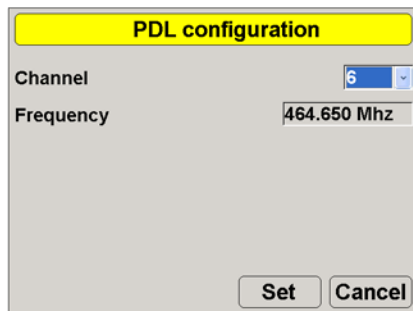 PDL configuration
Channel 6
Frequency 464.650 Mhz
Set Cancel